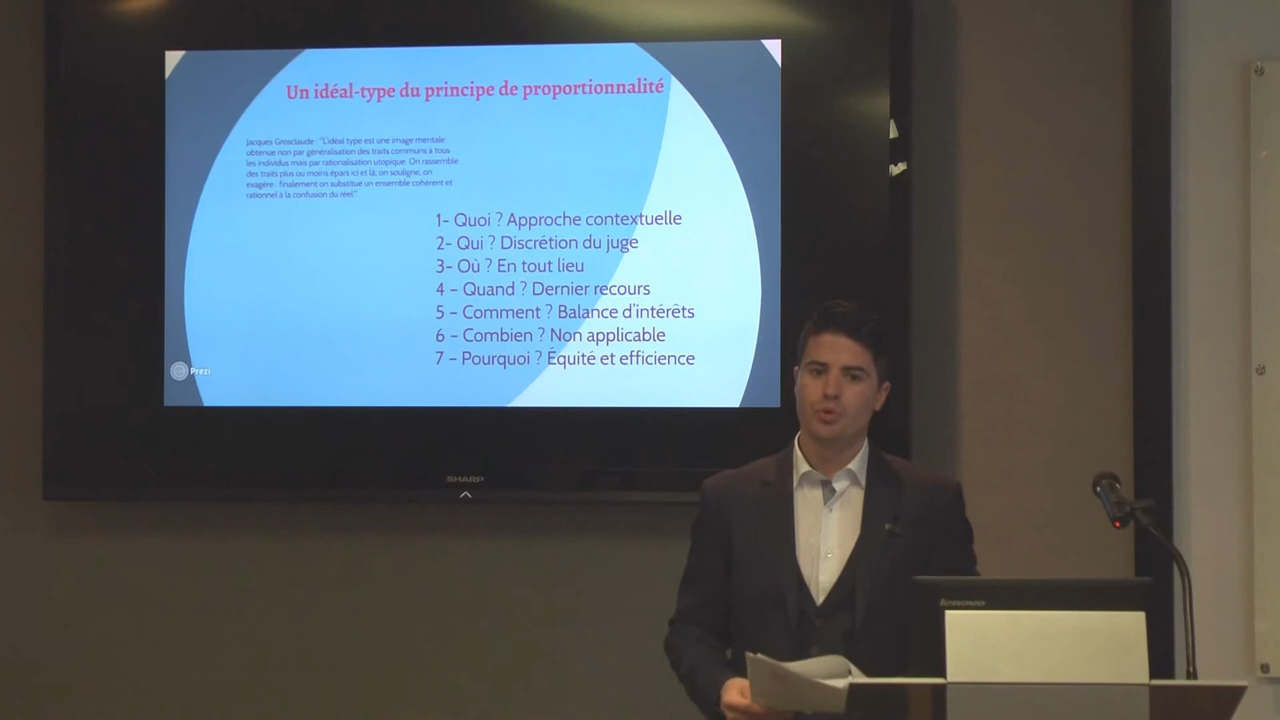 Un idéal-type du principe de proportionnalité
Jacques Grosclaude : "L'idéal type est une image mentale
obtenue non par généralisation des traits communs à tous
les individus mais par rationalisation utopique. On rassemble
des traits plus ou moins épars ici et là, on souligne, on
exagère : finalement on substitue un ensemble cohérent et
rationnel à la confusion du réel."
1- Quoi ? Approche contextuelle
2- Qui ? Discrétion du juge
3- Où ? En tout lieu
4 – Quand ? Dernier recours
5 – Comment ? Balance d'intérêts
6 – Combien ? Non applicable
7 – Pourquoi ? Équité et efficience
Prezi
SHARP
lenovo